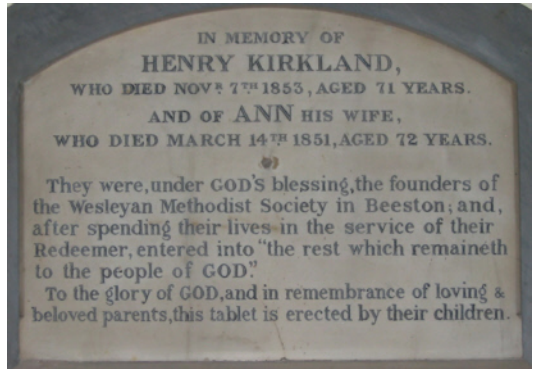 IN MEMORY OF
HENRY KIRKLAND,
WHO DIED NOVR 7TH 1853, AGED 71 YEARS.
AND OF ANN HIS WIFE,
WHO DIED MARCH 14TH 1851, AGED 72 YEARS.
They were, under GOD'S blessing, the founders of
the Wesleyan Methodist Society in Beeston; and,
after spending their lives in the service of their
Redeemer, entered into "the rest which remaineth
to the people of GOD."
To the glory of GOD, and in remembrance of loving &
beloved parents, this tablet is erected by their children.